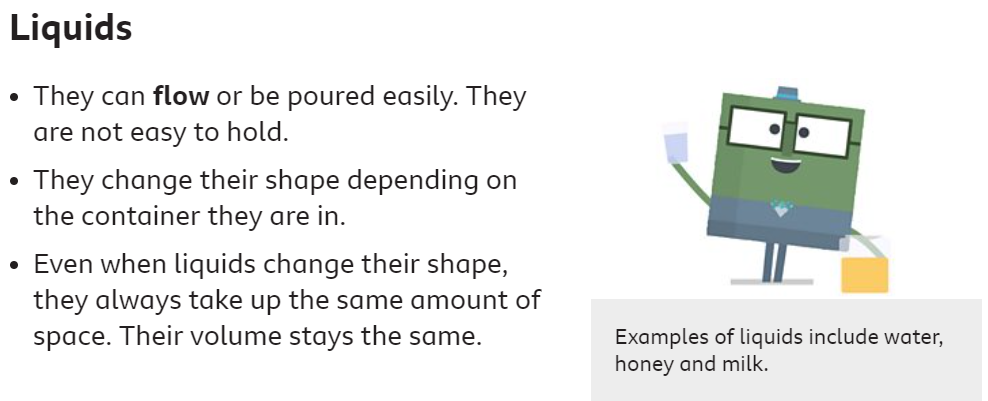 Liquids
• They can flow or be poured easily. They
are not easy to hold.
• They change their shape depending on
the container they are in.
• Even when liquids change their shape,
they always take up the same amount of
space. Their volume stays the same.
Examples of liquids include water,
honey and milk.